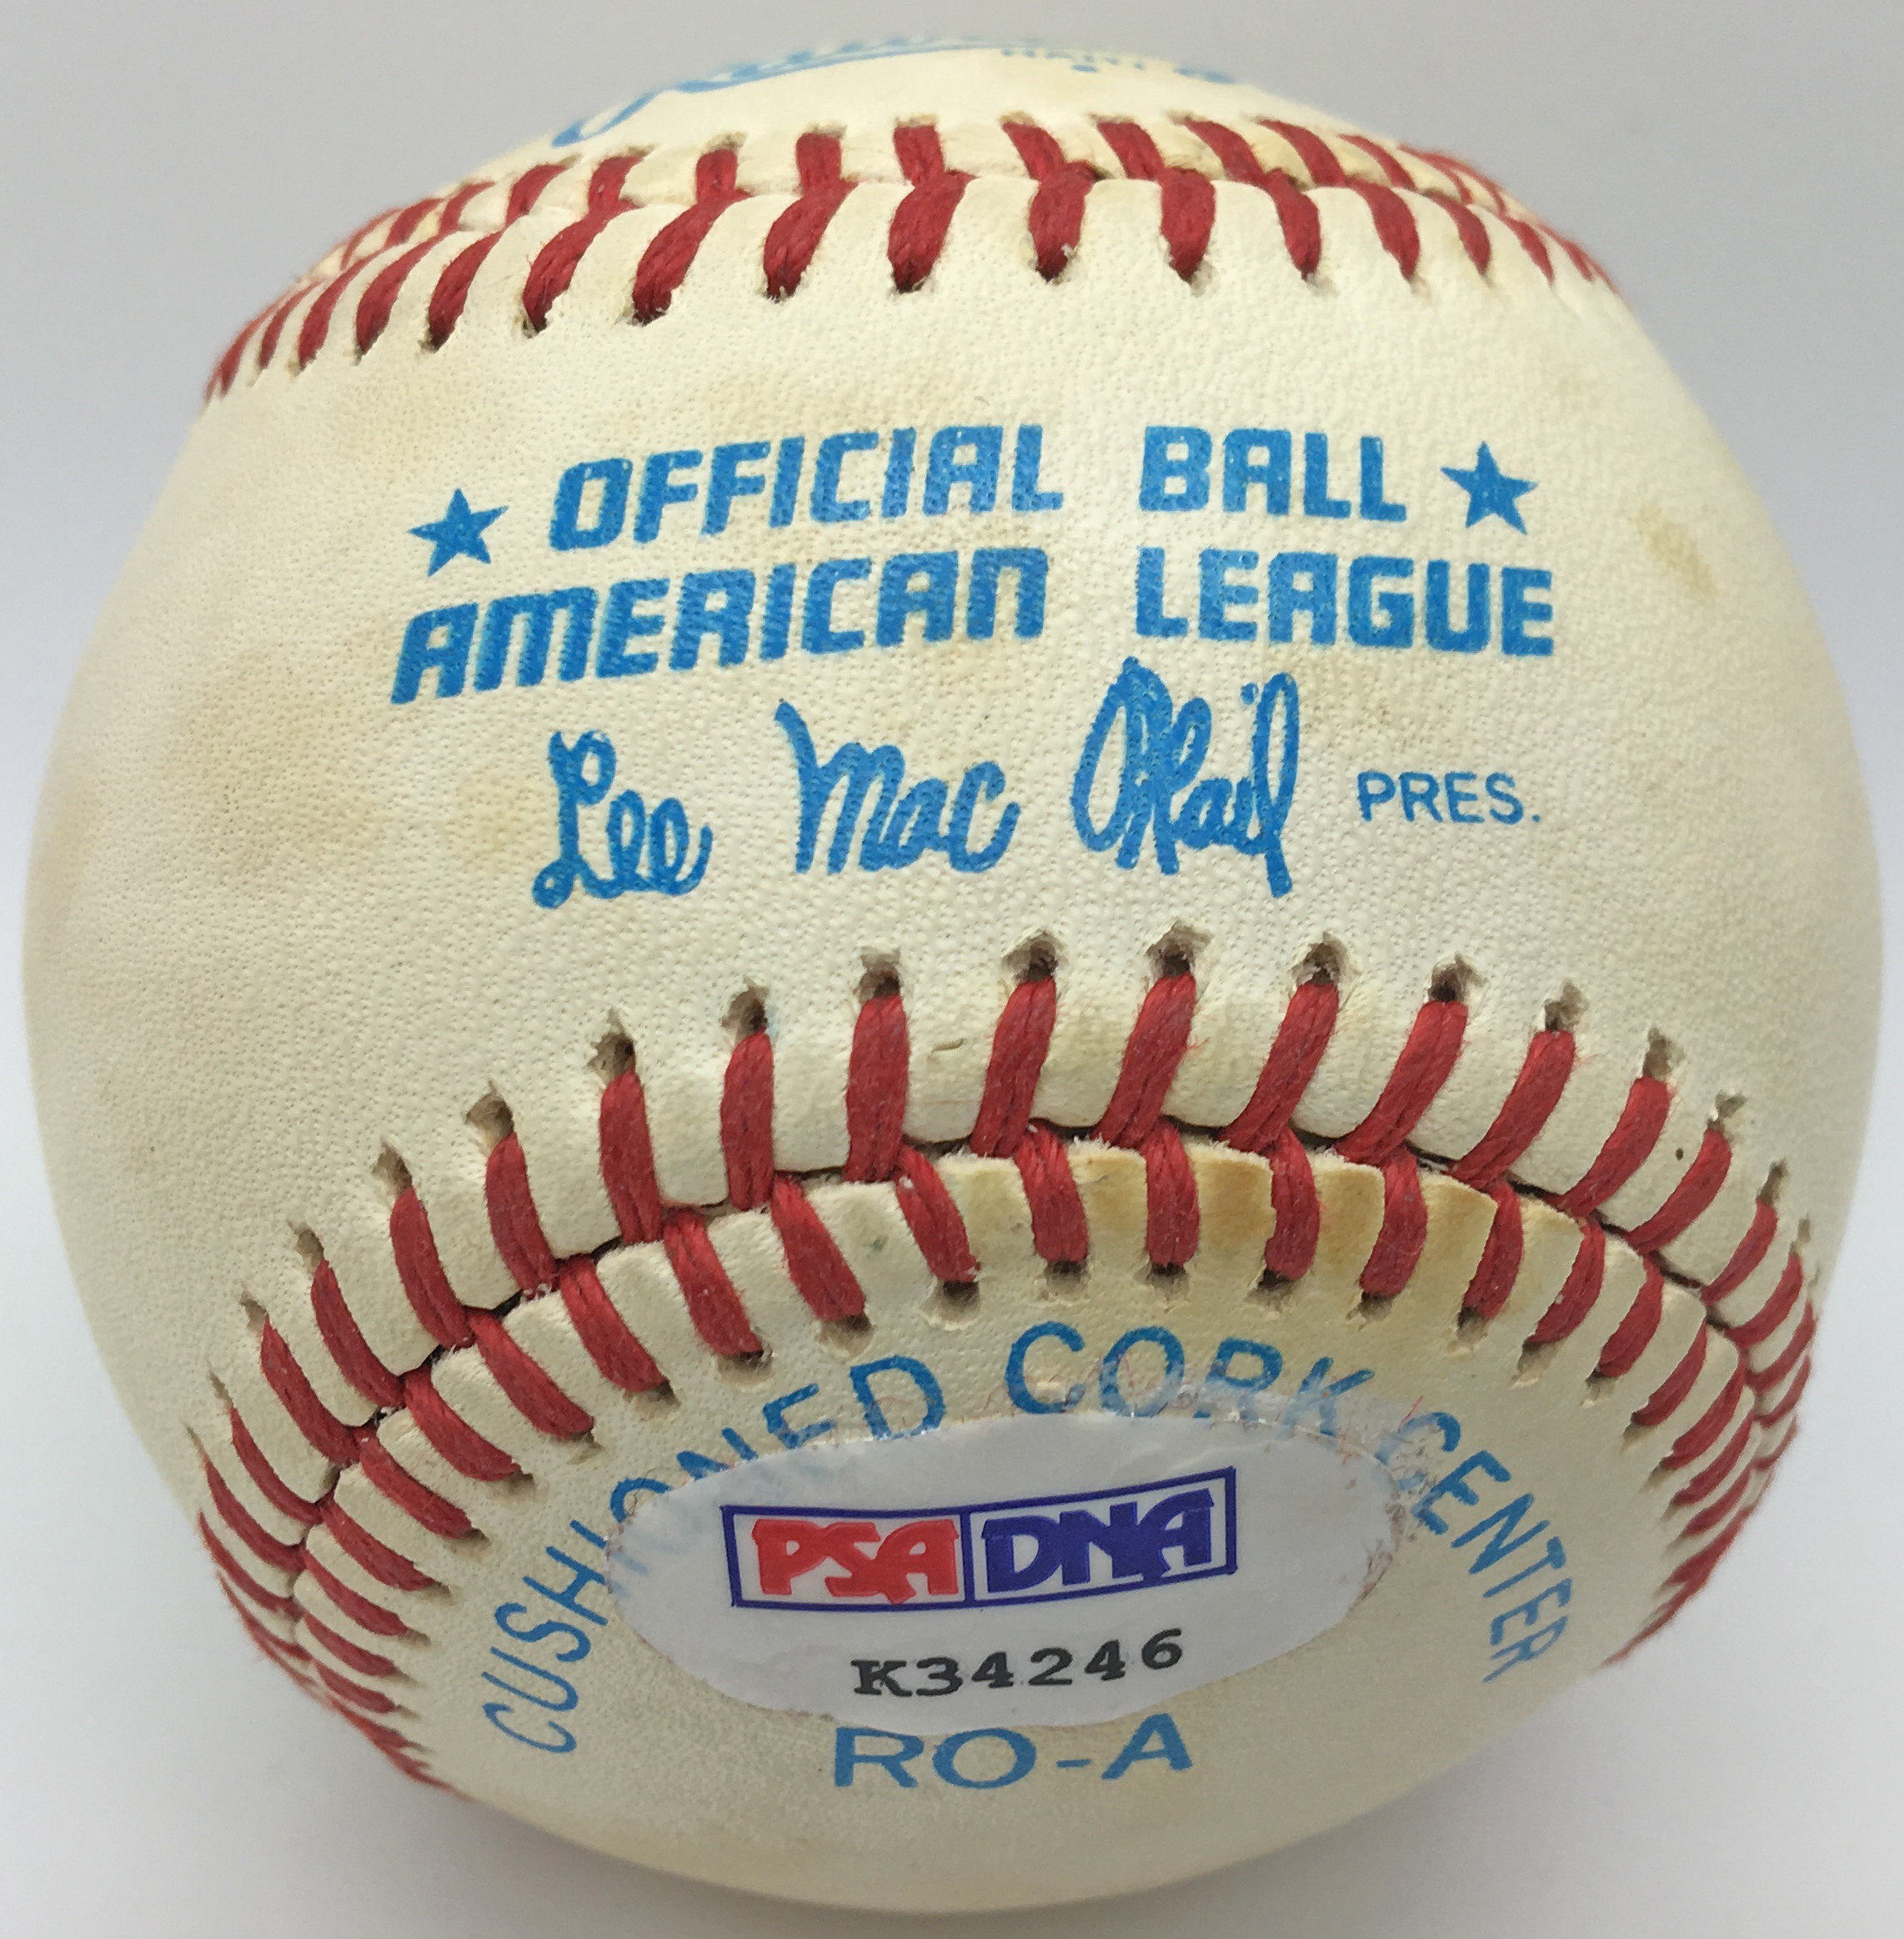 ★ OFFICIAL BALL ★
AMERICAN LEAGUE
Lee MacPhail PRES.
CUSHIONED CORK CENTER
PSA DNA
K34246
RO-A